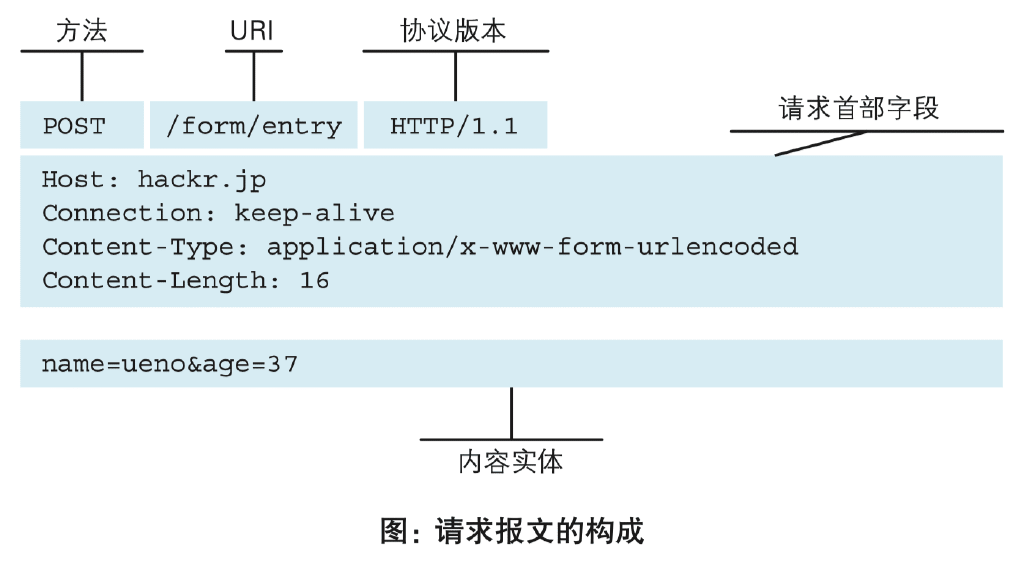 方法 URI 协议版本
请求首部字段
POST /form/entry HTTP/1.1
Host: hackr.jp
Connection: keep-alive
Content-Type: application/x-www-form-urlencoded
Content-Length: 16
name=ueno&age=37
内容实体
图：请求报文的构成